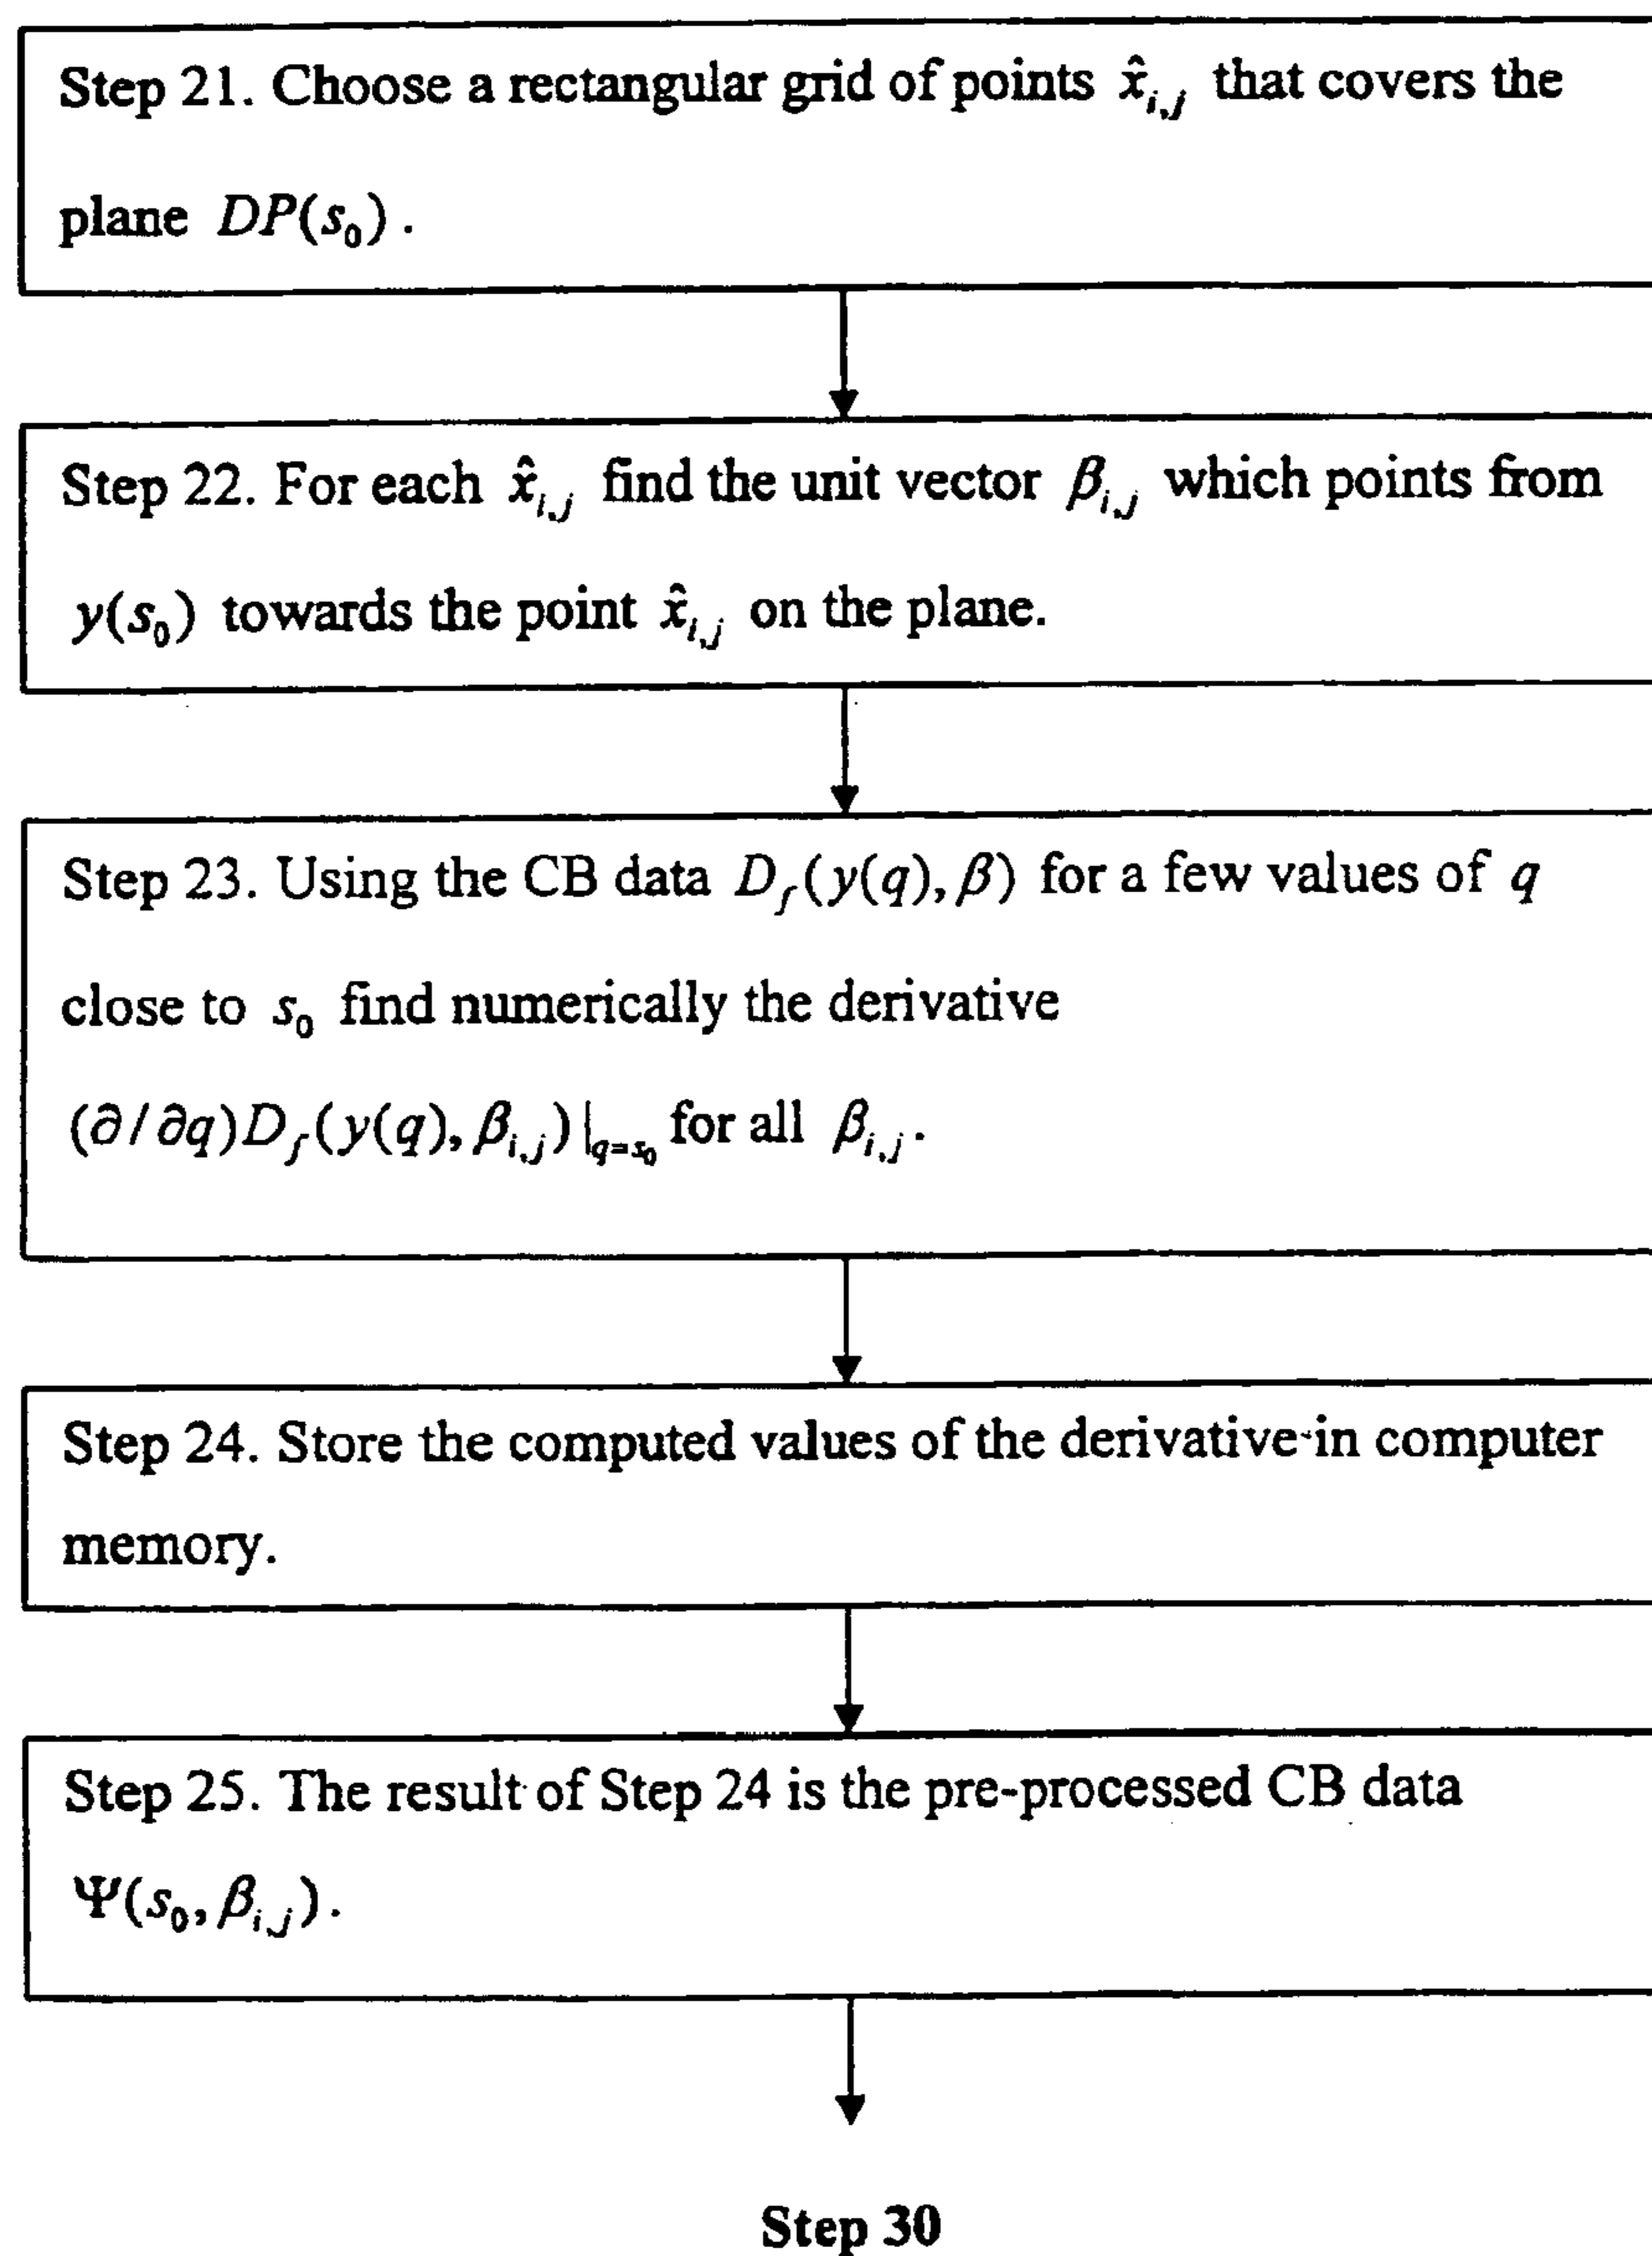 Step 21. Choose a rectangular grid of points x̂_{i,j} that covers the
plane DP(s₀).
Step 22. For each x̂_{i,j} find the unit vector β_{i,j} which points from
y(s₀) towards the point x̂_{i,j} on the plane.
Step 23. Using the CB data D_f(y(q), β) for a few values of q
close to s₀ find numerically the derivative
(∂/∂q)D_f(y(q), β_{i,j})|_{q=s₀} for all β_{i,j}.
Step 24. Store the computed values of the derivative in computer
memory.
Step 25. The result of Step 24 is the pre-processed CB data
Ψ(s₀, β_{i,j}).
Step 30